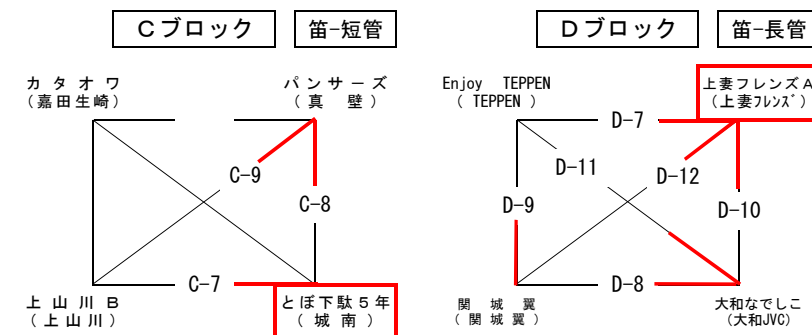 Cブロック
笛-短管
Dブロック
笛-長管
カタオワ
(嘉田生崎)
パンサーズ
(真 壁)
Enjoy TEPPEN
( TEPPEN )
上妻フレンズA
(上妻フレンズ)
D-7
C-9
D-11
D-12
C-8
D-9
D-10
C-7
D-8
上 山 川 B
(上山川)
とぼ下駄5年
(城南)
関 城 翼
(関城翼)
大和なでしこ
(大和JVC)